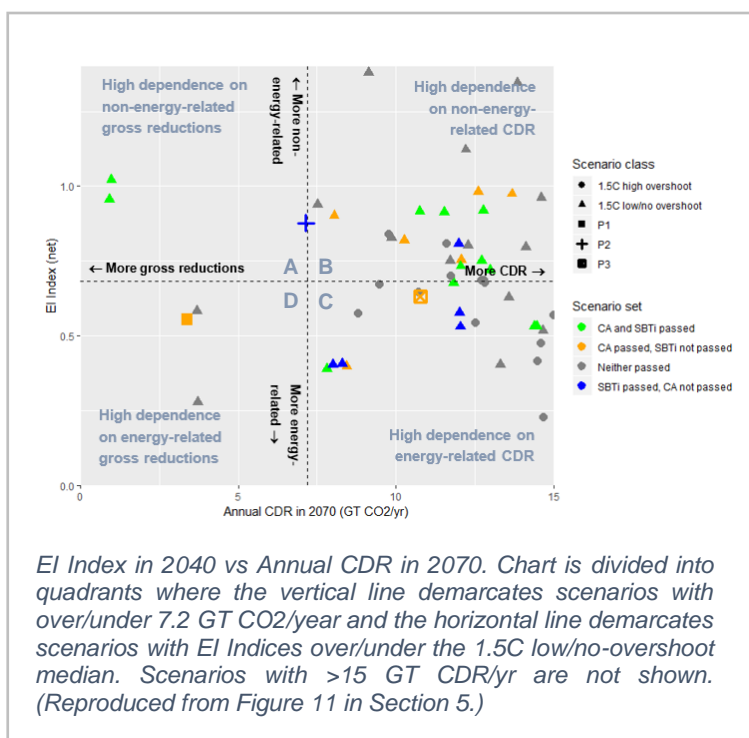 High dependence on
non-energy-related
gross reductions
← More non-
energy-related
High dependence
on non-energy-
related CDR
1.0
0.5
0.0
EI Index (net)
← More gross reductions
A
B
More CDR →
D
C
High dependence
on energy-related
gross reductions
More energy-
related →
High dependence on
energy-related CDR
0
5
10
15
Annual CDR in 2070 (GT CO2/yr)
Scenario class
1.5C high overshoot
1.5C low/no overshoot
P1
P2
P3
Scenario set
CA and SBTi passed
CA passed, SBTi not passed
Neither passed
SBTi passed, CA not passed
EI Index in 2040 vs Annual CDR in 2070. Chart is divided into
quadrants where the vertical line demarcates scenarios with
over/under 7.2 GT CO2/year and the horizontal line demarcates
scenarios with EI Indices over/under the 1.5C low/no-overshoot
median. Scenarios with >15 GT CDR/yr are not shown.
(Reproduced from Figure 11 in Section 5.)